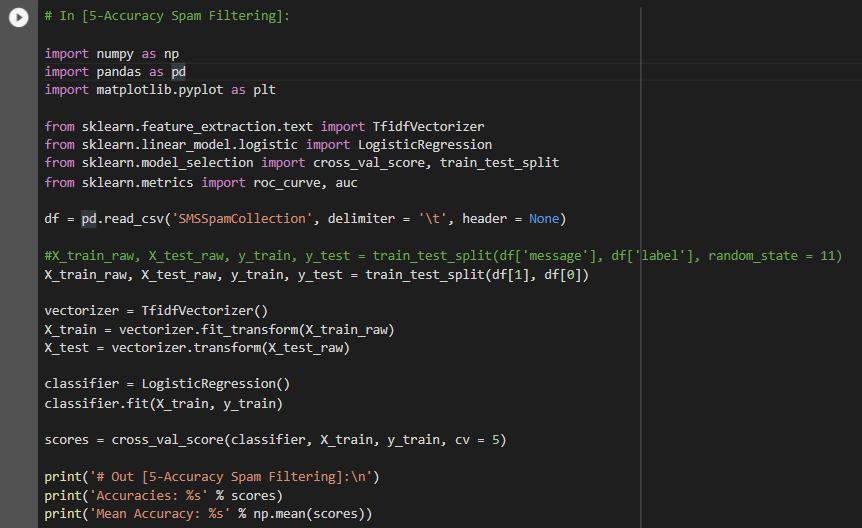 # In [5-Accuracy Spam Filtering]:
import numpy as np
import pandas as pd
import matplotlib.pyplot as plt
from sklearn.feature_extraction.text import TfidfVectorizer
from sklearn.linear_model.logistic import LogisticRegression
from sklearn.model_selection import cross_val_score, train_test_split
from sklearn.metrics import roc_curve, auc
df = pd.read_csv('SMSSpamCollection', delimiter = '\t', header = None)
#X_train_raw, X_test_raw, y_train, y_test = train_test_split(df['message'], df['label'], random_state = 11)
X_train_raw, X_test_raw, y_train, y_test = train_test_split(df[1], df[0])
vectorizer = TfidfVectorizer()
X_train = vectorizer.fit_transform(X_train_raw)
X_test = vectorizer.transform(X_test_raw)
classifier = LogisticRegression()
classifier.fit(X_train, y_train)
scores = cross_val_score(classifier, X_train, y_train, cv = 5)
print('# Out [5-Accuracy Spam Filtering]:\n')
print('Accuracies: %s' % scores)
print('Mean Accuracy: %s' % np.mean(scores))